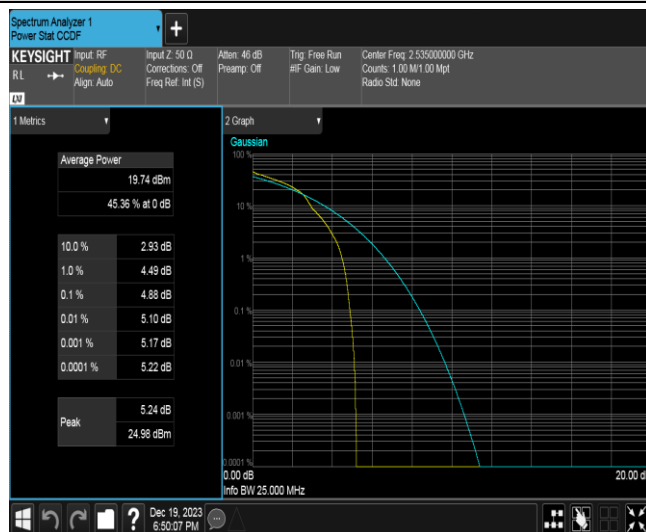 Spectrum Analyzer 1
Power Stat CCDF
+
KEYSIGHT
RL
Input: RF
Coupling: DC
Align: Auto
Input Z: 50 Ω
Corrections: Off
Freq Ref: Int (S)
Atten: 46 dB
Preamp: Off
Trig: Free Run
#IF Gain: Low
Center Freq: 2.535000000 GHz
Counts: 1.00 M/1.00 Mpt
Radio Std: None
LXI
1 Metrics
Average Power
19.74 dBm
45.36 % at 0 dB
10.0 % 2.93 dB
1.0 % 4.49 dB
0.1 % 4.88 dB
0.01 % 5.10 dB
0.001 % 5.17 dB
0.0001 % 5.22 dB
Peak
5.24 dB
24.98 dBm
2 Graph
Gaussian
100 %
10 %
1 %
0.1 %
0.01 %
0.001 %
0.0001 %
0.00 dB
20.00 d
Info BW 25.000 MHz
?
Dec 19, 2023
6:50:07 PM